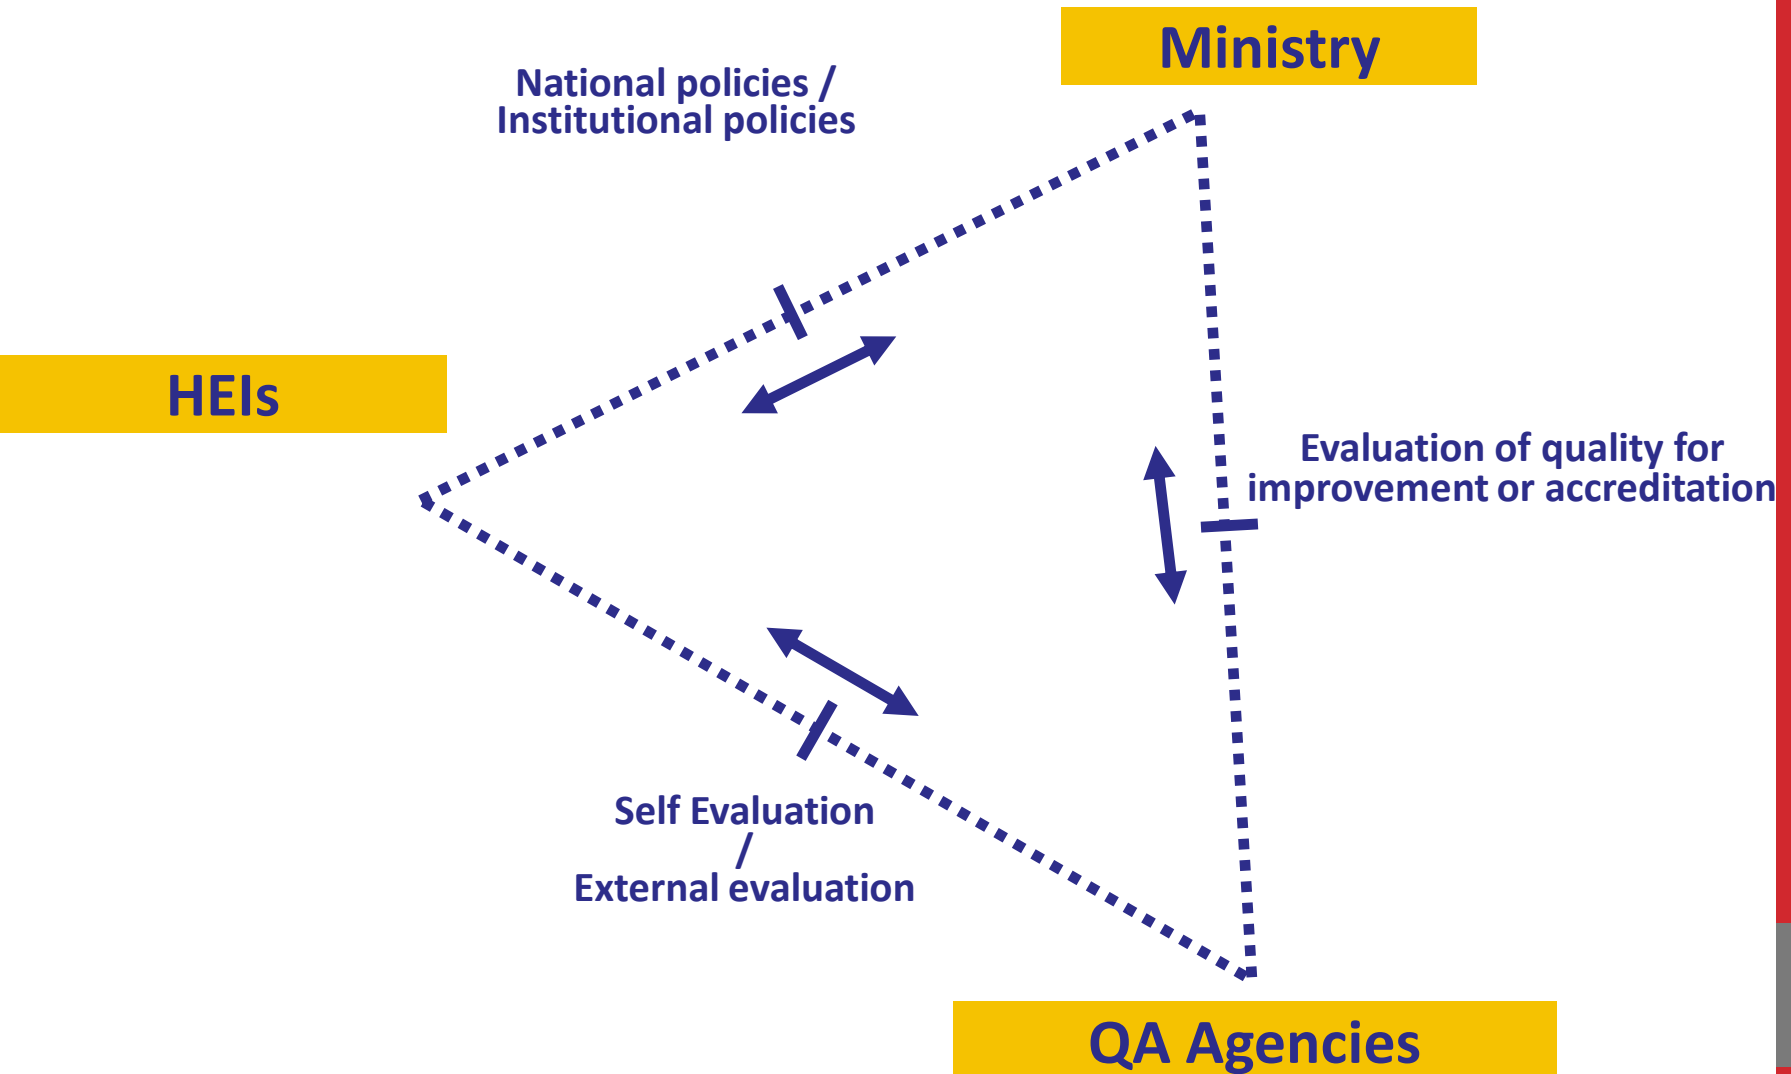 Ministry
National policies /
Institutional policies
HEIs
Evaluation of quality for
improvement or accreditation
Self Evaluation
/
External evaluation
QA Agencies